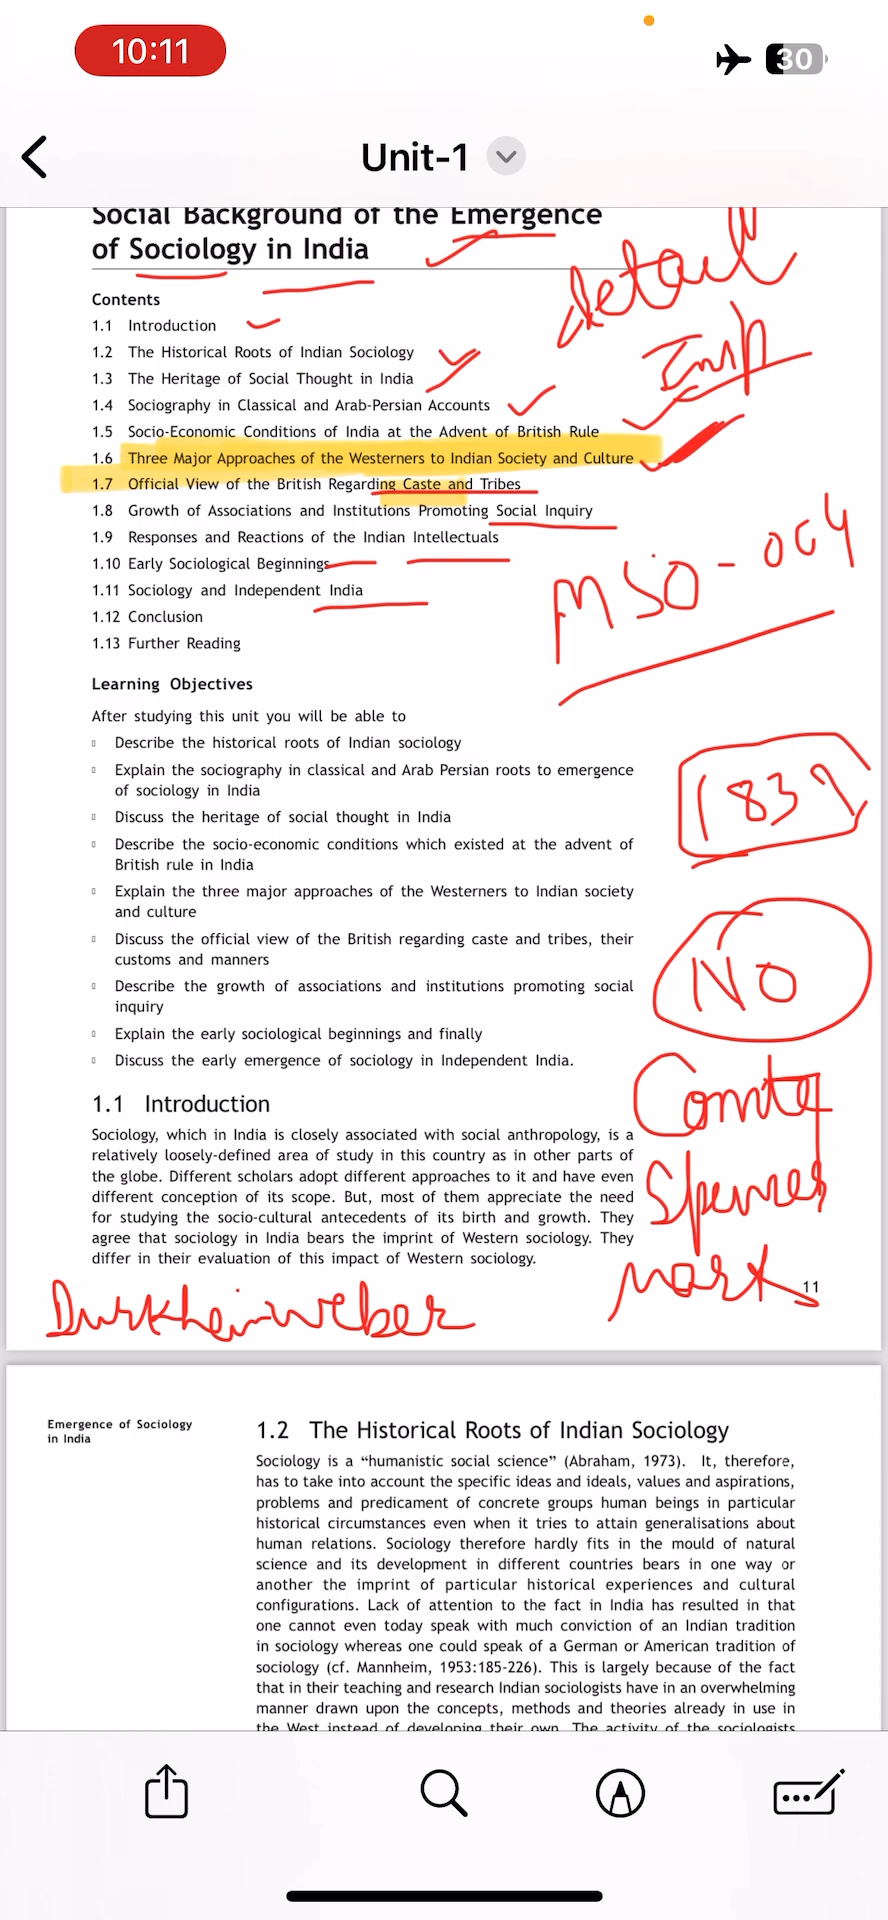 10:11
30
Unit-1
Social Background of the Emergence
of Sociology in India
detail
Imp
Contents
1.1 Introduction
1.2 The Historical Roots of Indian Sociology
1.3 The Heritage of Social Thought in India
1.4 Sociography in Classical and Arab-Persian Accounts
1.5 Socio-Economic Conditions of India at the Advent of British Rule
1.6 Three Major Approaches of the Westerners to Indian Society and Culture
1.7 Official View of the British Regarding Caste and Tribes
1.8 Growth of Associations and Institutions Promoting Social Inquiry
1.9 Responses and Reactions of the Indian Intellectuals
1.10 Early Sociological Beginnings
1.11 Sociology and Independent India
1.12 Conclusion
1.13 Further Reading
MSO-004
Learning Objectives
After studying this unit you will be able to
Describe the historical roots of Indian sociology
Explain the sociography in classical and Arab Persian roots to emergence
of sociology in India
Discuss the heritage of social thought in India
Describe the socio-economic conditions which existed at the advent of
British rule in India
Explain the three major approaches of the Westerners to Indian society
and culture
Discuss the official view of the British regarding caste and tribes, their
customs and manners
Describe the growth of associations and institutions promoting social
inquiry
Explain the early sociological beginnings and finally
Discuss the early emergence of sociology in Independent India.
1839
NO
1.1 Introduction
Sociology, which in India is closely associated with social anthropology, is a
relatively loosely-defined area of study in this country as in other parts of
the globe. Different scholars adopt different approaches to it and have even
different conception of its scope. But, most of them appreciate the need
for studying the socio-cultural antecedents of its birth and growth. They
agree that sociology in India bears the imprint of Western sociology. They
differ in their evaluation of this impact of Western sociology.
Comte
Spencer
Marx
11
Durkheim Weber
Emergence of Sociology
in India
1.2 The Historical Roots of Indian Sociology
Sociology is a “humanistic social science” (Abraham, 1973). It, therefore,
has to take into account the specific ideas and ideals, values and aspirations,
problems and predicament of concrete groups human beings in particular
historical circumstances even when it tries to attain generalisations about
human relations. Sociology therefore hardly fits in the mould of natural
science and its development in different countries bears in one way or
another the imprint of particular historical experiences and cultural
configurations. Lack of attention to the fact in India has resulted in that
one cannot even today speak with much conviction of an Indian tradition
in sociology whereas one could speak of a German or American tradition of
sociology (cf. Mannheim, 1953:185-226). This is largely because of the fact
that in their teaching and research Indian sociologists have in an overwhelming
manner drawn upon the concepts, methods and theories already in use in
the West instead of developing their own. The activity of the sociologists